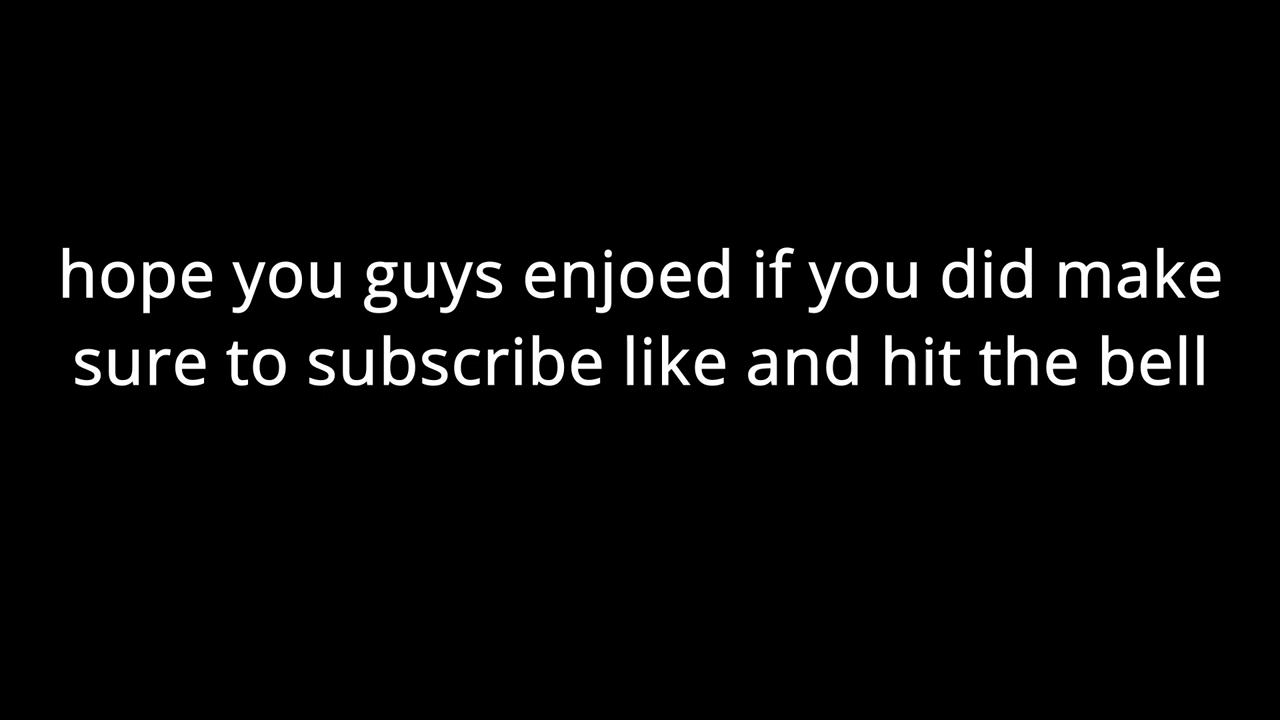 hope you guys enjoed if you did make
sure to subscribe like and hit the bell